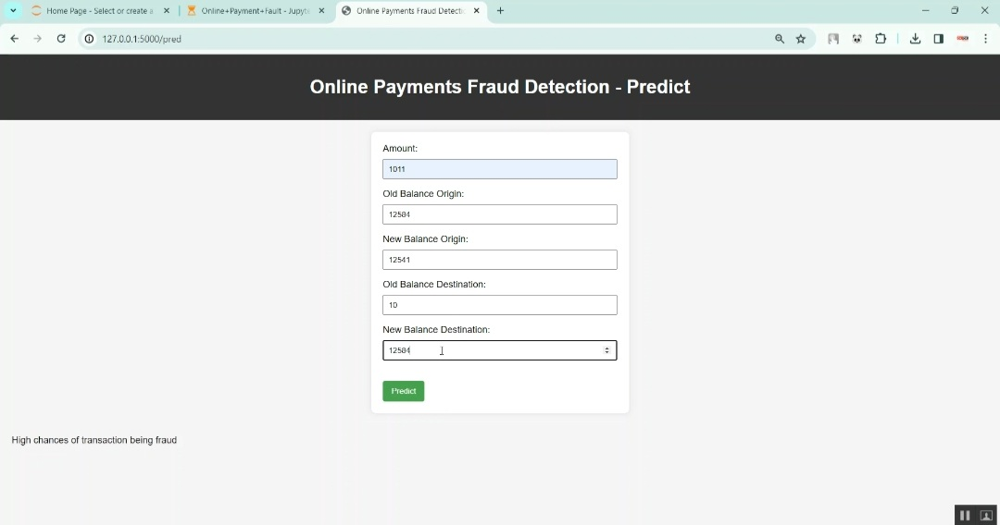 Home Page - Select or create a
Online+Payment+Fault - Jupyte
Online Payments Fraud Detectic
127.0.0.1:5000/pred
Online Payments Fraud Detection - Predict
Amount:
1011
Old Balance Origin:
12584
New Balance Origin:
12541
Old Balance Destination:
10
New Balance Destination:
12584
Predict
High chances of transaction being fraud